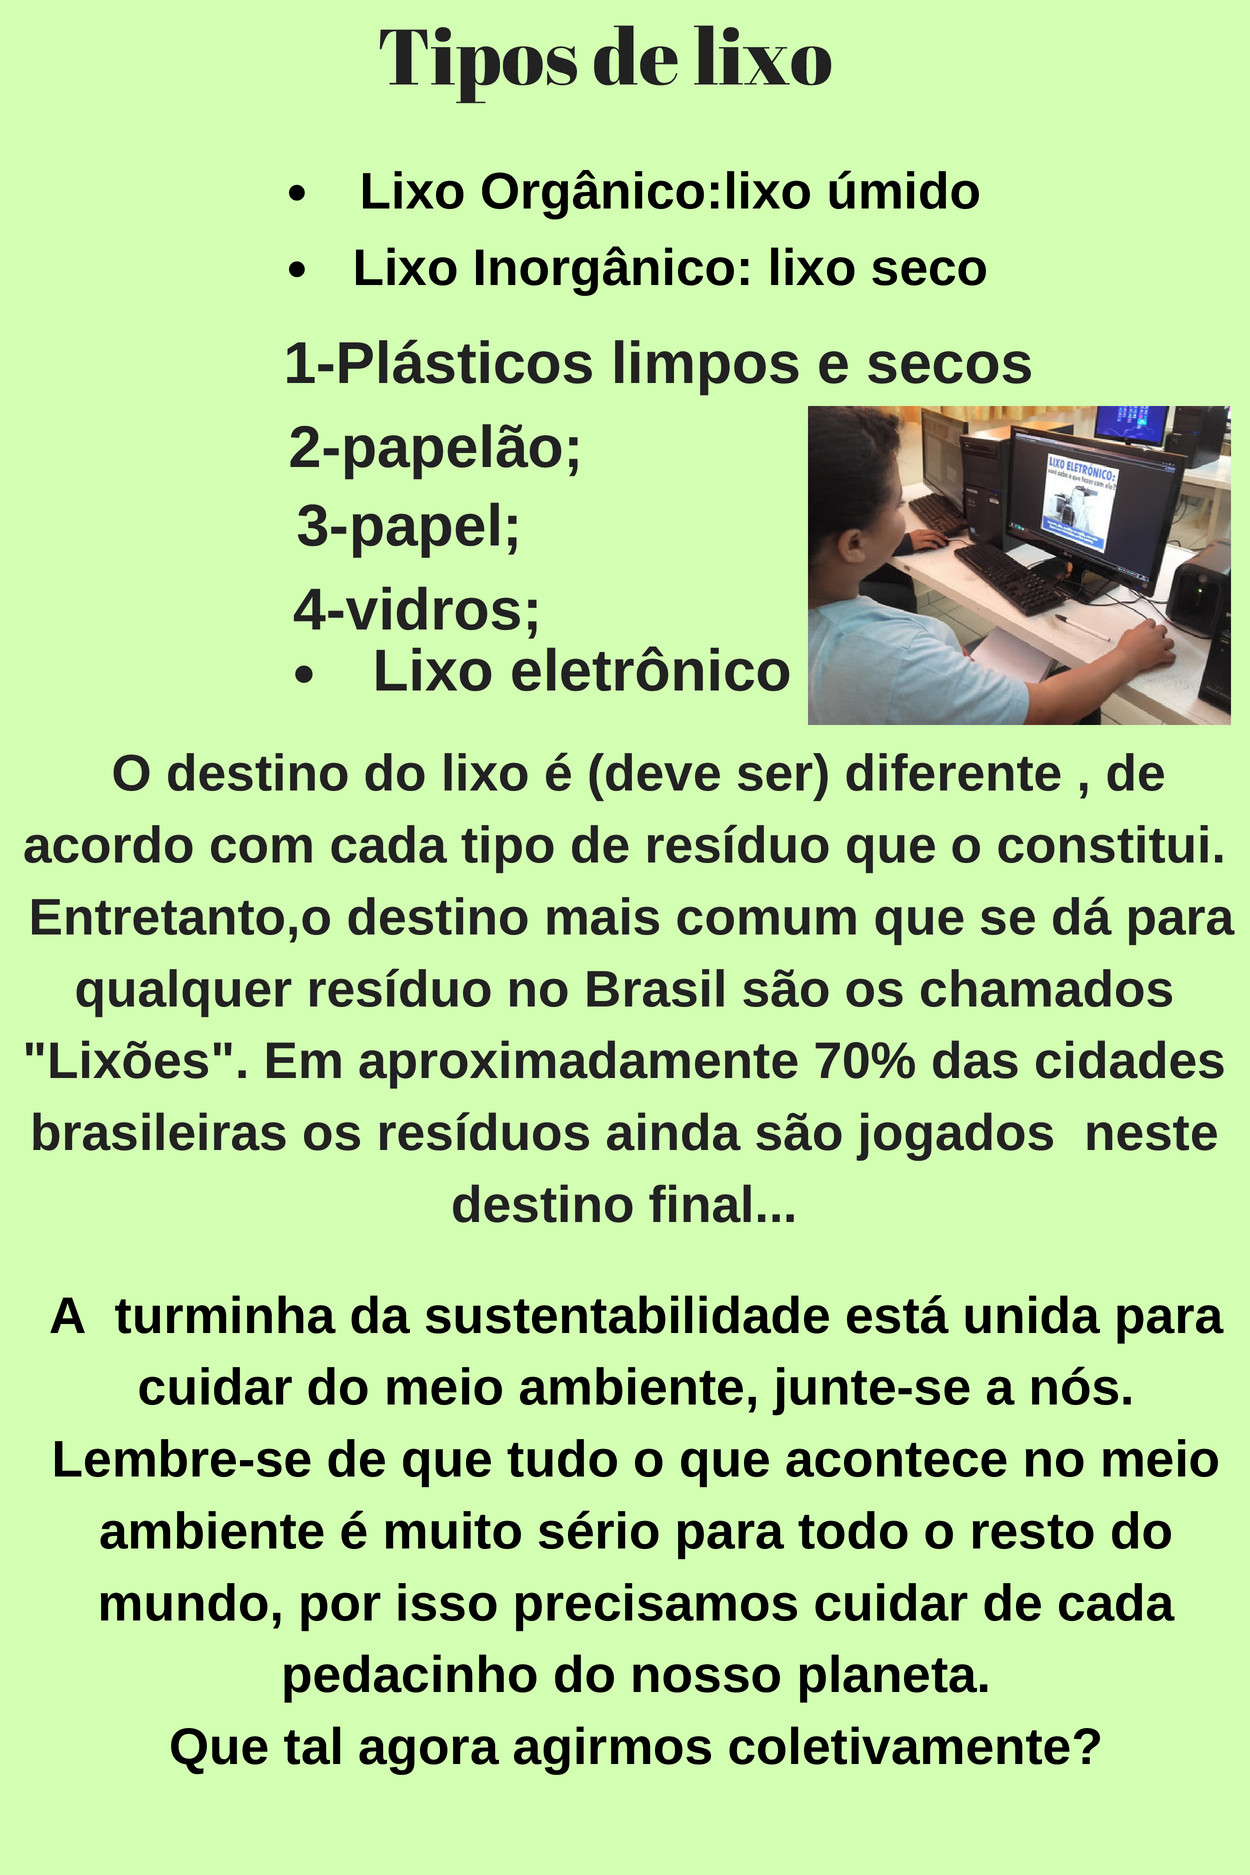 Tipos de lixo
• Lixo Orgânico:lixo úmido
• Lixo Inorgânico: lixo seco
1-Plásticos limpos e secos
2-papelão;
3-papel;
4-vidros;
• Lixo eletrônico
LIXO ELETRÔNICO:
você sabe o que fazer com ele?
O destino do lixo é (deve ser) diferente , de
acordo com cada tipo de resíduo que o constitui.
Entretanto,o destino mais comum que se dá para
qualquer resíduo no Brasil são os chamados
"Lixões". Em aproximadamente 70% das cidades
brasileiras os resíduos ainda são jogados  neste
destino final...
A  turminha da sustentabilidade está unida para
cuidar do meio ambiente, junte-se a nós.
Lembre-se de que tudo o que acontece no meio
ambiente é muito sério para todo o resto do
mundo, por isso precisamos cuidar de cada
pedacinho do nosso planeta.
Que tal agora agirmos coletivamente?